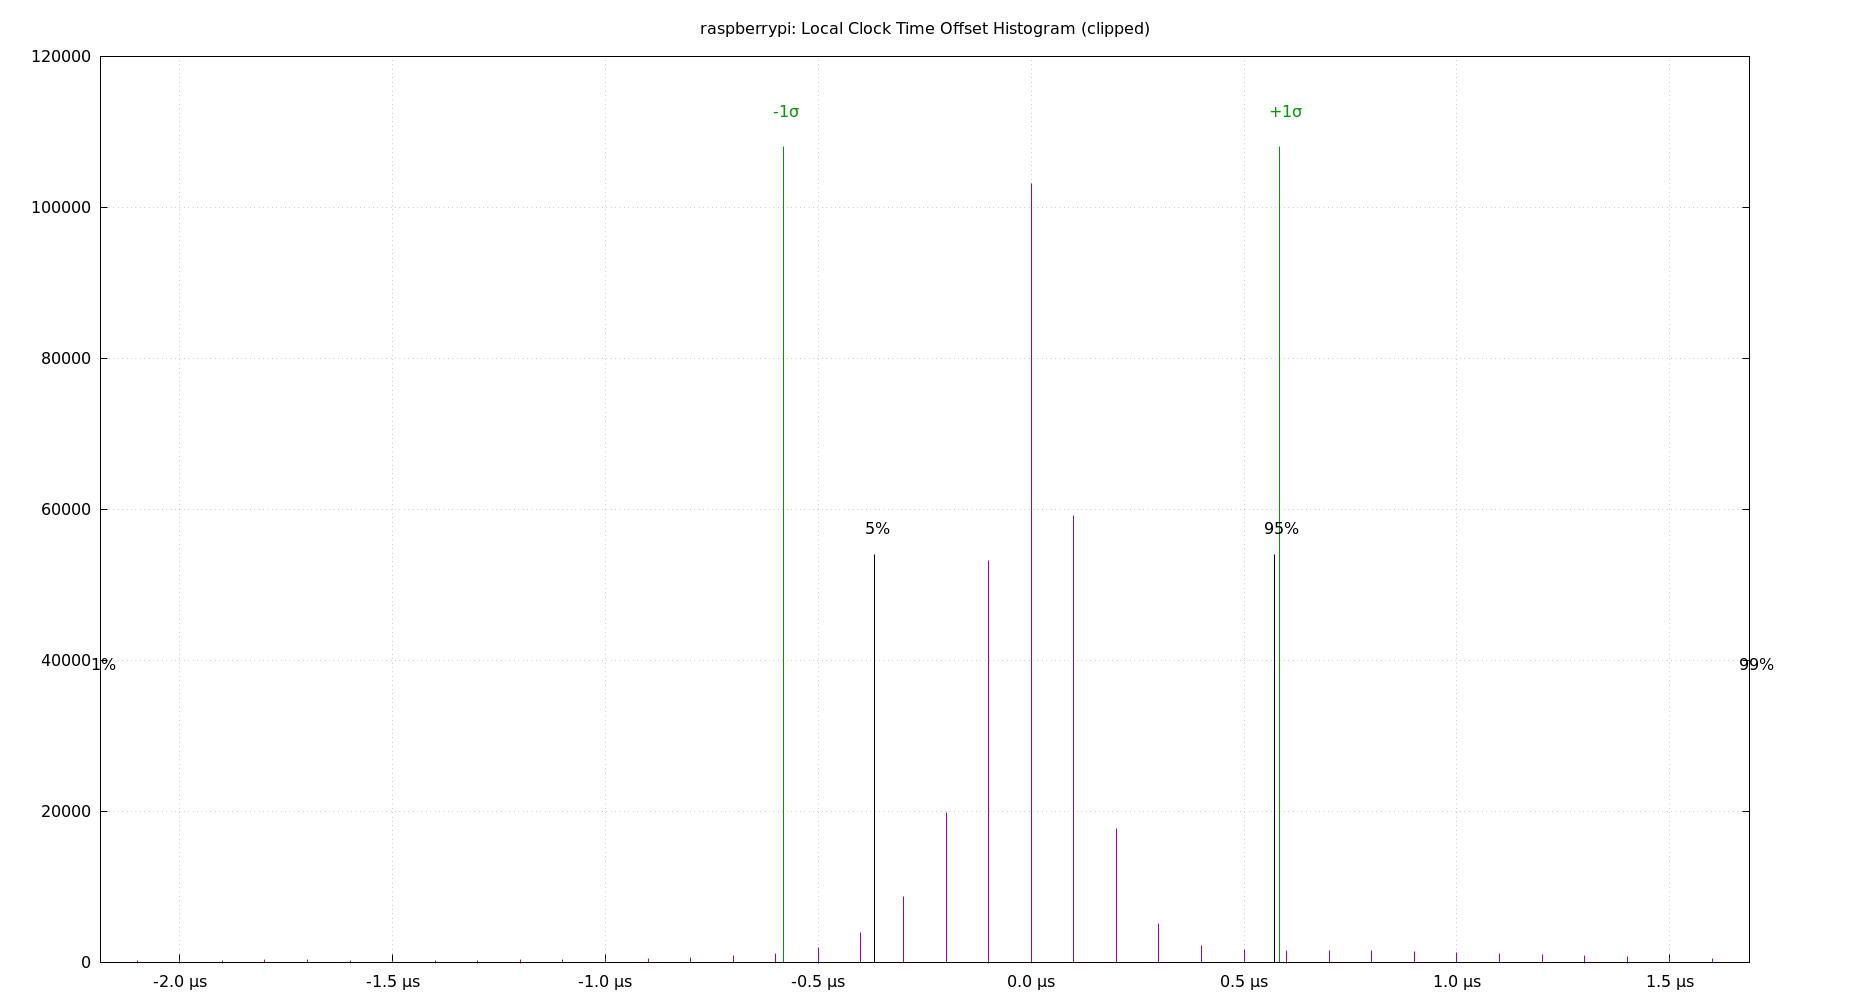 raspberrypi: Local Clock Time Offset Histogram (clipped)
120000
-1σ +1σ
100000
80000
60000
5% 95%
40000 1% 99%
20000
0
-2.0 µs -1.5 µs -1.0 µs -0.5 µs 0.0 µs 0.5 µs 1.0 µs 1.5 µs